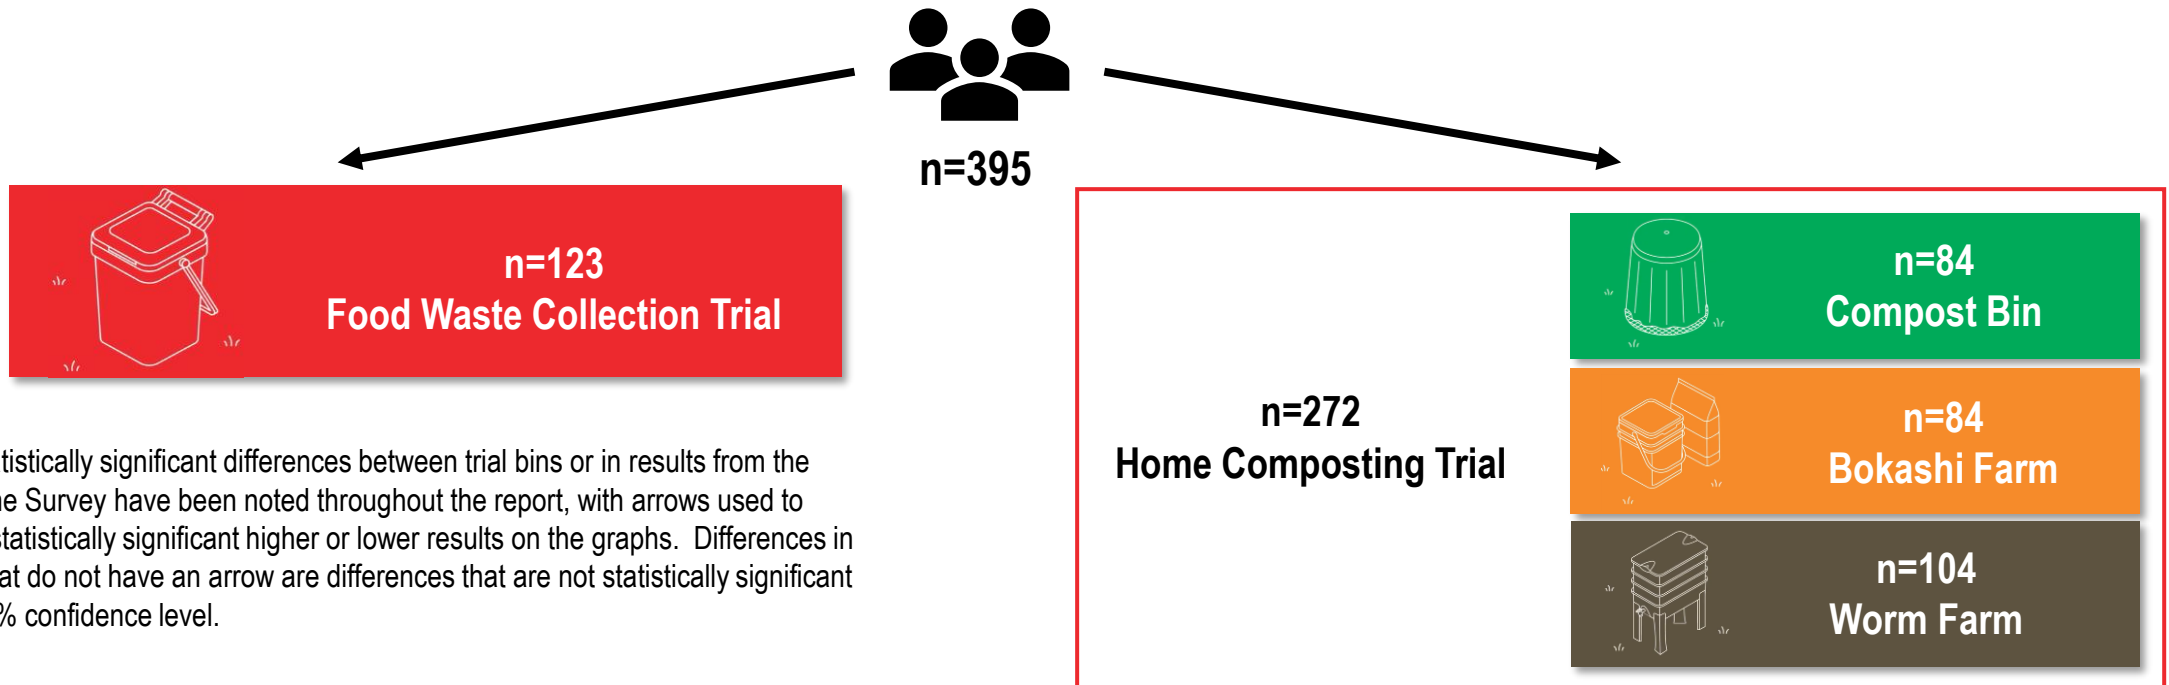 n=395
n=123
Food Waste Collection Trial
n=272
Home Composting Trial
n=84
Compost Bin
n=84
Bokashi Farm
n=104
Worm Farm
significant differences between trial bins or in results from the
Survey have been noted throughout the report, with arrows used to
statistically significant higher or lower results on the graphs. Differences in
do not have an arrow are differences that are not statistically significant
% confidence level.